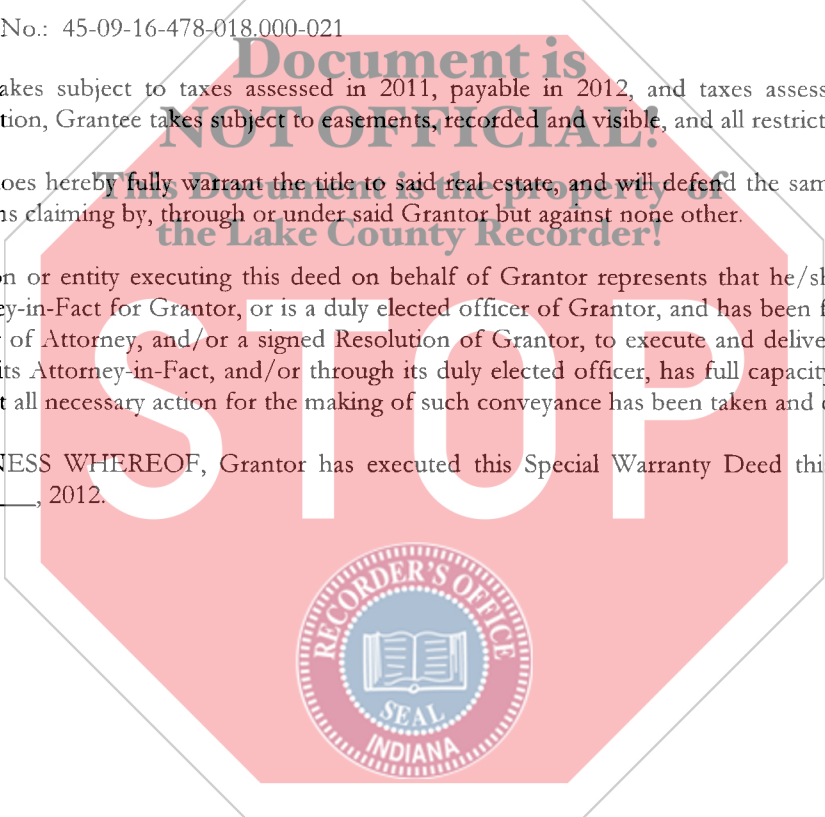 No.: 45-09-16-478-018.000-021
Document is
akes subject to taxes assessed in 2011, payable in 2012, and taxes assess
NOT OFFICIAL!
tion, Grantee takes subject to easements, recorded and visible, and all restrict
This Document is the property of
oes hereby fully warrant the title to said real estate, and will defend the sam
ns claiming by, through or under said Grantor but against none other.
the Lake County Recorder!
on or entity executing this deed on behalf of Grantor represents that he/sh
ey-in-Fact for Grantor, or is a duly elected officer of Grantor, and has been f
of Attorney, and/or a signed Resolution of Grantor, to execute and delive
its Attorney-in-Fact, and/or through its duly elected officer, has full capacity
t all necessary action for the making of such conveyance has been taken and
STOP
NESS WHEREOF, Grantor has executed this Special Warranty Deed thi
, 2012.
RECORDER'S OFFICE
SEAL
INDIANA